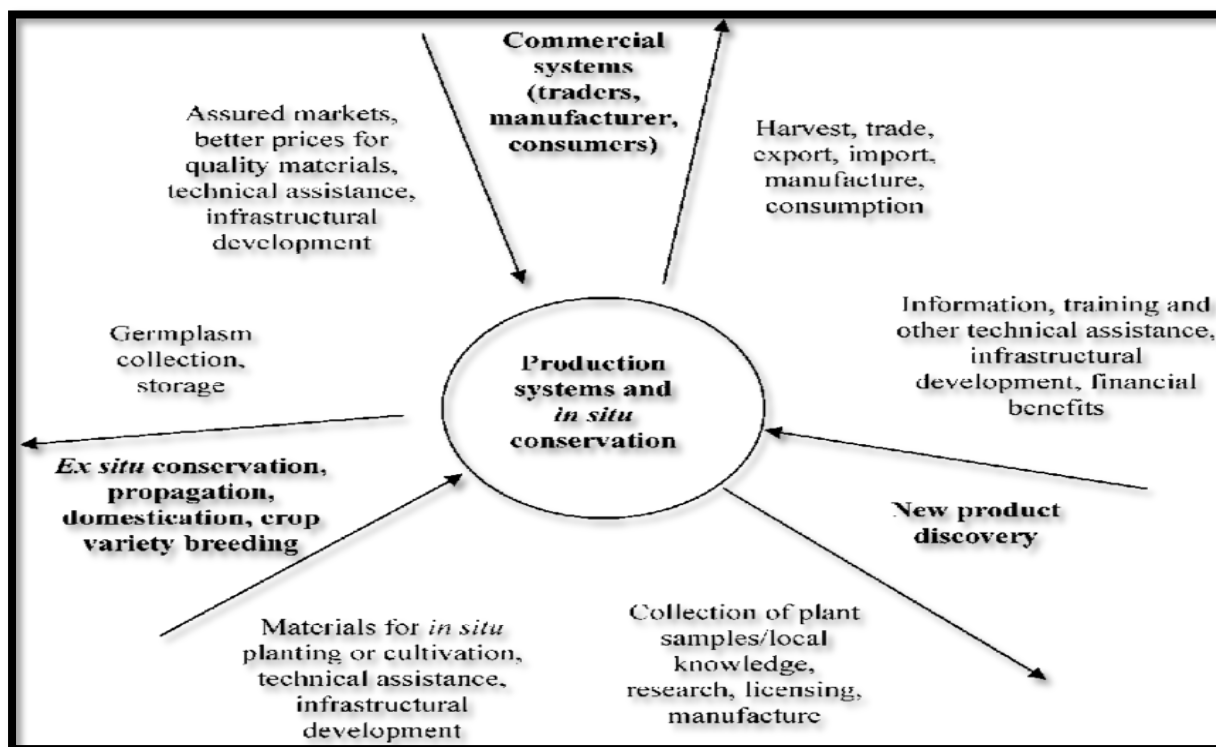 Commercial
systems
(traders,
manufacturer,
consumers)
Assured markets,
better prices for
quality materials,
technical assistance,
infrastructural
development
Harvest, trade,
export, import,
manufacture,
consumption
Germplasm
collection,
storage
Production
systems and
in situ
conservation
Information, training and
other technical assistance,
infrastructural
development, financial
benefits
Ex situ conservation,
propagation,
domestication, crop
variety breeding
New product
discovery
Materials for in situ
planting or cultivation,
technical assistance,
infrastructural
development
Collection of plant
samples/local
knowledge,
research, licensing,
manufacture